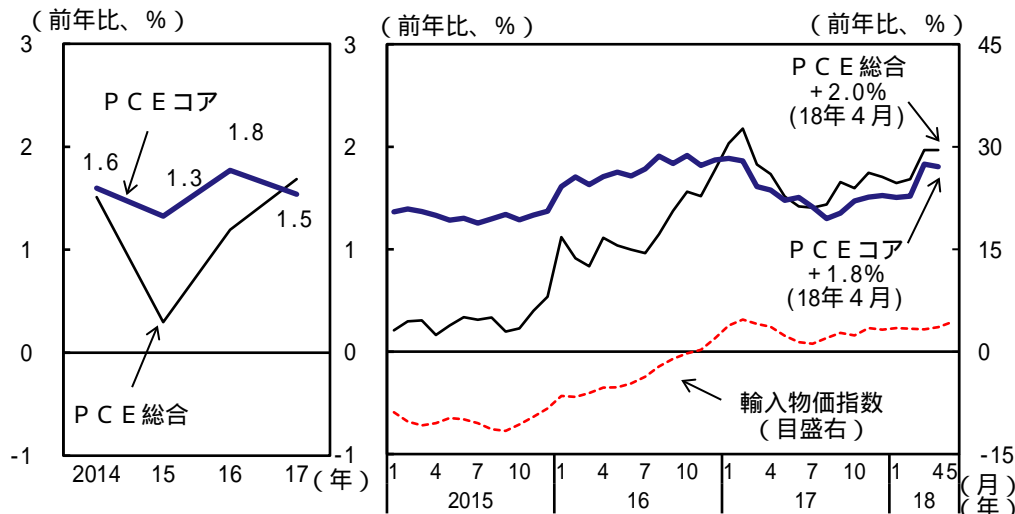 （前年比、％）
3
2
1
0
-1
ＰＣＥコア
1.6
1.3
1.8
1.5
ＰＣＥ総合
2014 15 16 17
（年）
（前年比、％）
（前年比、％）
3
2
1
0
-1
45
30
15
0
-15
ＰＣＥ総合
+2.0%
(18年４月)
ＰＣＥコア
+1.8%
(18年４月)
輸入物価指数
（目盛右）
1 4 7 10 1 4 7 10 1 4 7 10 1 4 5
（月）
2015 16 17 18
（年）